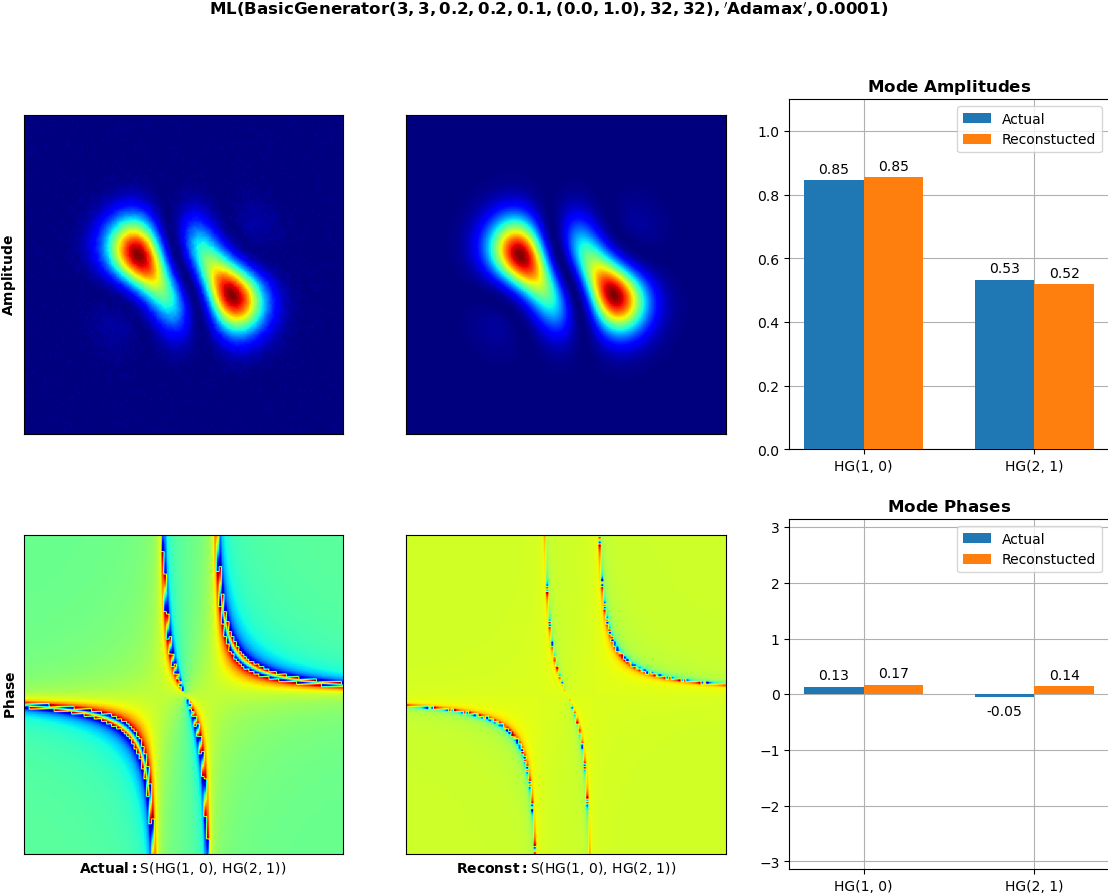 ML(BasicGenerator(3, 3, 0.2, 0.2, 0.1, (0.0, 1.0), 32, 32), ′Adamax′, 0.0001)
Amplitude
Mode Amplitudes
Actual
Reconstucted
1.0
0.8
0.6
0.4
0.2
0.0
0.85
0.85
0.53
0.52
HG(1, 0)
HG(2, 1)
Phase
Actual: S(HG(1, 0), HG(2, 1))
Reconst: S(HG(1, 0), HG(2, 1))
Mode Phases
Actual
Reconstucted
3
2
1
0
−1
−2
−3
0.13
0.17
-0.05
0.14
HG(1, 0)
HG(2, 1)